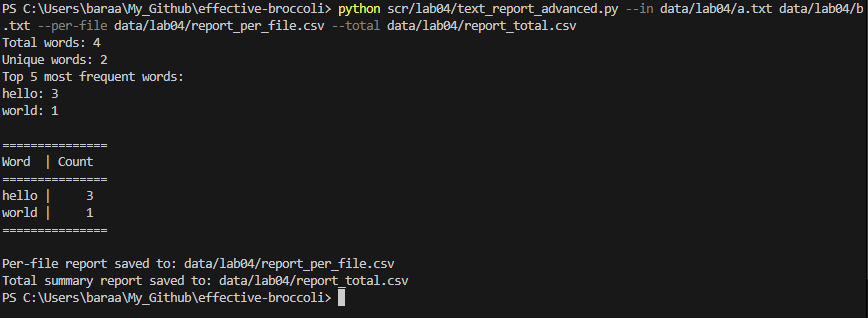 PS C:\Users\baraa\My_Github\effective-broccoli> python scr/lab04/text_report_advanced.py --in data/lab04/a.txt data/lab04/b
.txt --per-file data/lab04/report_per_file.csv --total data/lab04/report_total.csv
Total words: 4
Unique words: 2
Top 5 most frequent words:
hello: 3
world: 1
===============
Word  | Count
===============
hello |     3
world |     1
===============
Per-file report saved to: data/lab04/report_per_file.csv
Total summary report saved to: data/lab04/report_total.csv
PS C:\Users\baraa\My_Github\effective-broccoli>